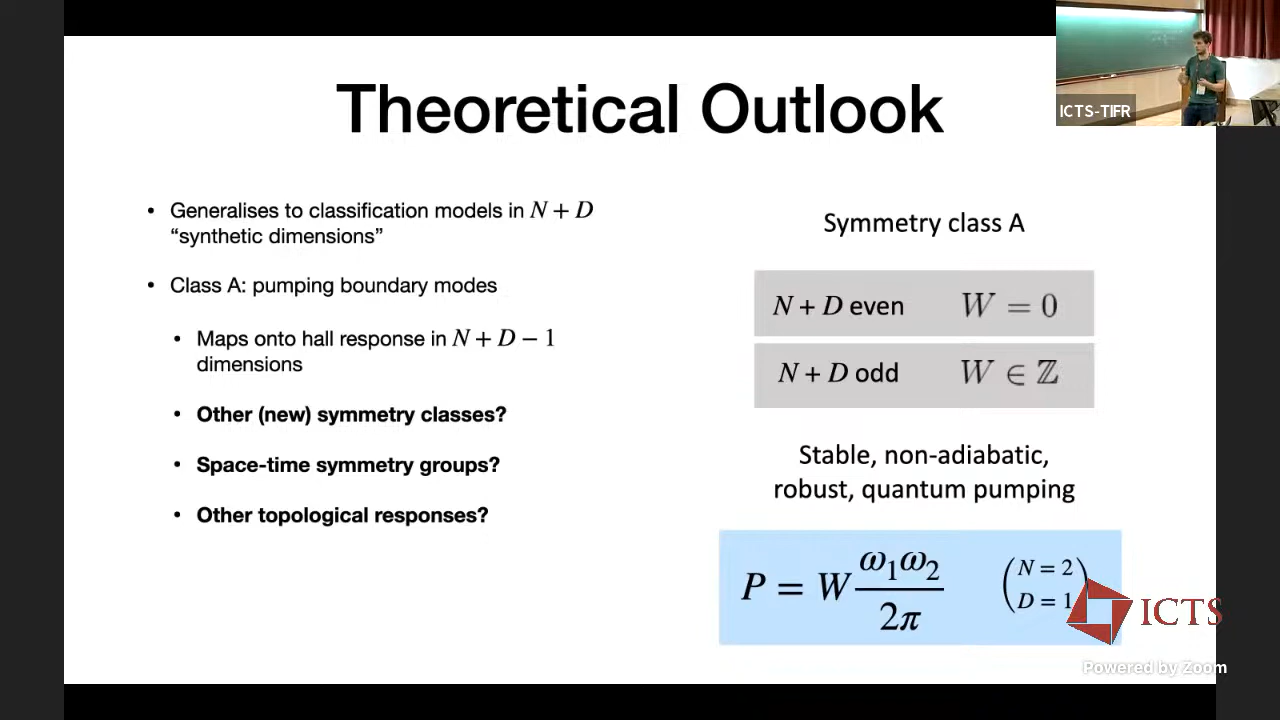 Theoretical Outlook
ICTS-TIFR
• Generalises to classification models in N + D
“synthetic dimensions”
• Class A: pumping boundary modes
• Maps onto hall response in N + D − 1
dimensions
• Other (new) symmetry classes?
• Space-time symmetry groups?
• Other topological responses?
Symmetry class A
N + D even W = 0
N + D odd W ∈ ℤ
Stable, non-adiabatic,
robust, quantum pumping
P = W ω₁ω₂ / 2π
(N = 2
D = 1)
ICTS
Powered by Zoom